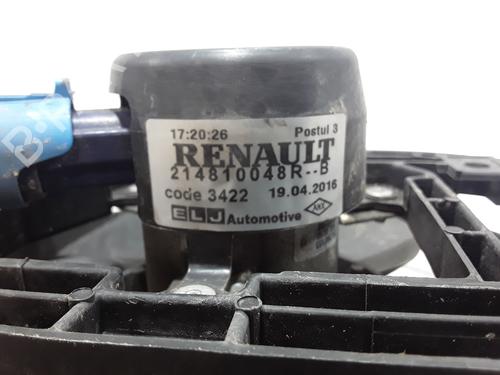 17:20:26 Postul 3
RENAULT
214810048R--B
code 3422 19.04.2016
ELJ Automotive